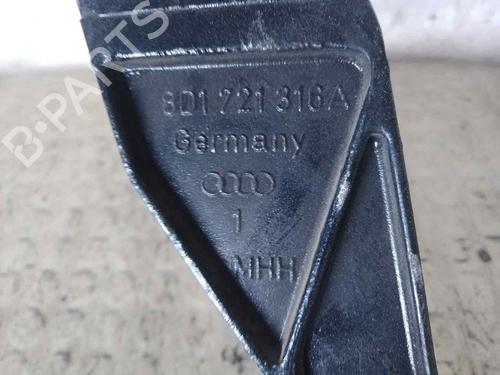 B-PARTS
8D1 721 316 A
Germany
1
MHH